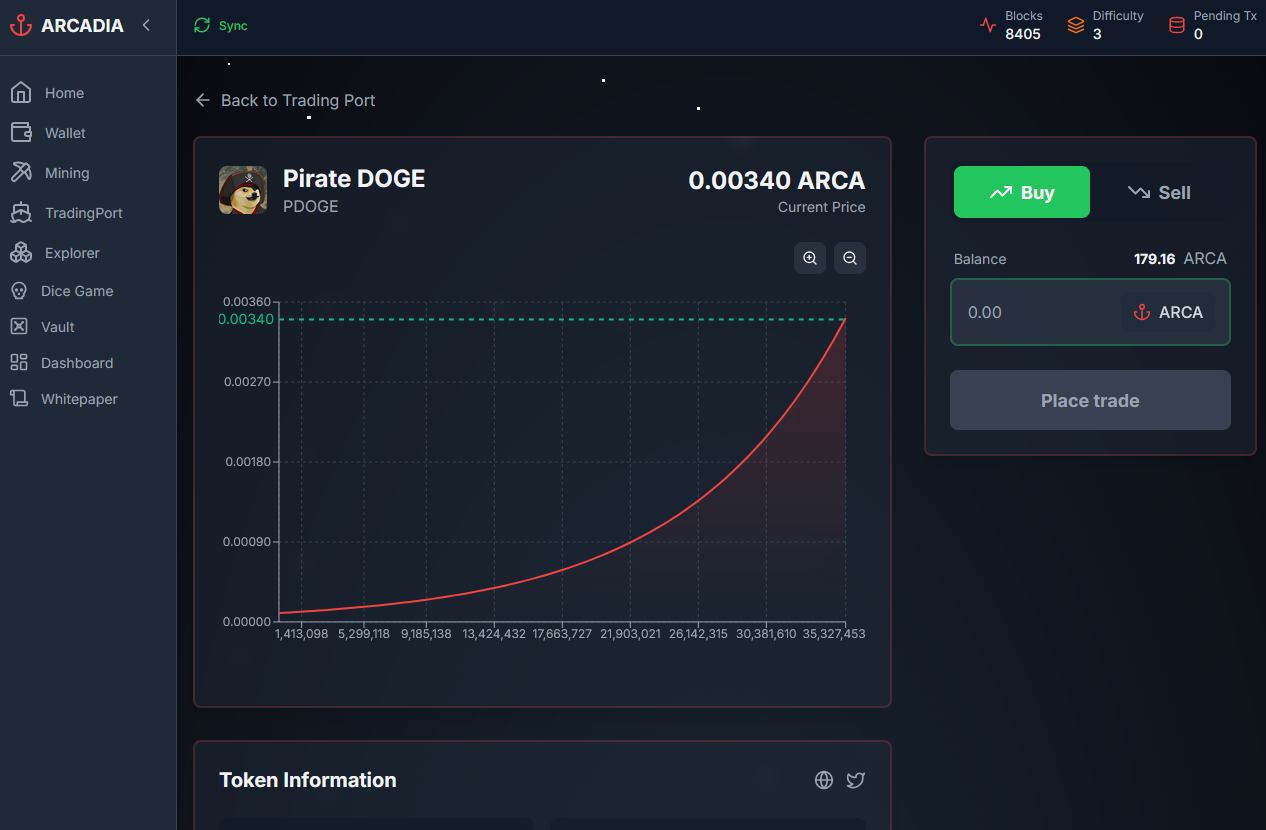 ARCADIA
Sync
Blocks
8405
Difficulty
3
Pending Tx
0
Home
Wallet
Mining
TradingPort
Explorer
Dice Game
Vault
Dashboard
Whitepaper
Back to Trading Port
Pirate DOGE
PDOGE
0.00340 ARCA
Current Price
0.00360
0.00340
0.00270
0.00180
0.00090
0.00000
1,413,098 5,299,118 9,185,138 13,424,432 17,663,727 21,903,021 26,142,315 30,381,610 35,327,453
Buy
Sell
Balance 179.16 ARCA
0.00 ARCA
Place trade
Token Information